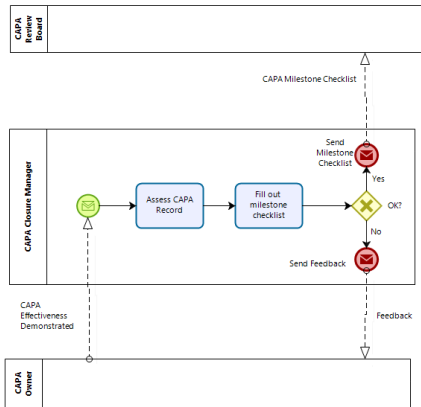 CAPA
Review
Board
CAPA Milestone Checklist
CAPA Closure Manager
Send
Milestone
Checklist
Assess CAPA
Record
Fill out
milestone
checklist
Yes
OK?
No
Send Feedback
CAPA
Effectiveness
Demonstrated
Feedback
CAPA
Owner